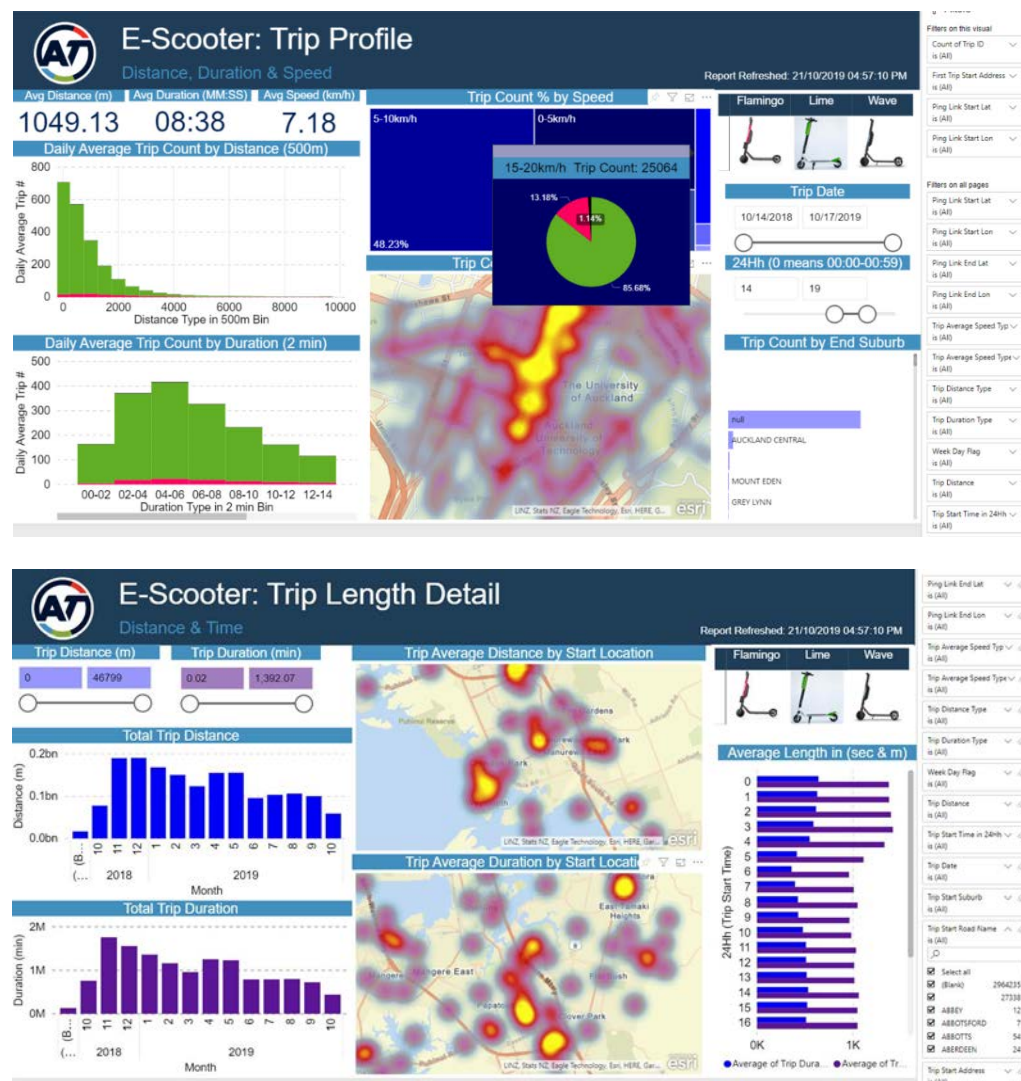 AT
E-Scooter: Trip Profile
Distance, Duration & Speed
Report Refreshed: 21/10/2019 04:57:10 PM
Avg Distance (m)
Avg Duration (MM:SS)
Avg Speed (km/h)
1049.13
08:38
7.18
Daily Average Trip Count by Distance (500m)
Daily Average Trip #
800
600
400
200
0
0 2000 4000 6000 8000 10000
Distance Type in 500m Bin
Daily Average Trip Count by Duration (2 min)
Daily Average Trip #
500
400
300
200
100
0
00-02 02-04 04-06 06-08 08-10 10-12 12-14
Duration Type in 2 min Bin
Trip Count % by Speed
5-10km/h
0-5km/h
48.23%
15-20km/h Trip Count: 25064
13.18%
1.14%
85.68%
The University
of Auckland
Auckland
University of
Technology
LINZ, Stats NZ, Eagle Technology, Esri, HERE, G...
esri
Flamingo Lime Wave
Trip Date
10/14/2018 10/17/2019
24Hh (0 means 00:00-00:59)
14 19
Trip Count by End Suburb
null
AUCKLAND CENTRAL
MOUNT EDEN
GREY LYNN
Filters on this visual
Count of Trip ID
is (All)
First Trip Start Address
is (All)
Ping Link Start Lat
is (All)
Ping Link Start Lon
is (All)
Filters on all pages
Ping Link Start Lat
is (All)
Ping Link Start Lon
is (All)
Ping Link End Lat
is (All)
Ping Link End Lon
is (All)
Trip Average Speed Typ
is (All)
Trip Average Speed Type
is (All)
Trip Distance Type
is (All)
Trip Duration Type
is (All)
Week Day Flag
is (All)
Trip Distance
is (All)
Trip Start Time in 24Hh
is (All)
AT
E-Scooter: Trip Length Detail
Distance & Time
Report Refreshed: 21/10/2019 04:57:10 PM
Trip Distance (m)
0 46799
Trip Duration (min)
0.02 1,392.07
Total Trip Distance
Distance (m)
0.2bn
0.1bn
0.0bn
(B... 10 11 12 1 2 3 4 5 6 7 8 9 10
(... 2018 2019
Month
Total Trip Duration
Duration (min)
2M
1M
0M
(B... 10 11 12 1 2 3 4 5 6 7 8 9 10
(... 2018 2019
Month
Trip Average Distance by Start Location
LINZ, Stats NZ, Eagle Technology, Esri, HERE, Gar...
esri
Trip Average Duration by Start Locati
East Tamaki
Heights
Mangere East
LINZ, Stats NZ, Eagle Technology, Esri, HERE, Gar...
esri
Flamingo Lime Wave
Average Length in (sec & m)
24Hh (Trip Start Time)
0
1
2
3
4
5
6
7
8
9
10
11
12
13
14
15
16
0K 1K
Average of Trip Dura... Average of Tr...
Ping Link End Lat
is (All)
Ping Link End Lon
is (All)
Trip Average Speed Typ
is (All)
Trip Average Speed Type
is (All)
Trip Distance Type
is (All)
Trip Duration Type
is (All)
Week Day Flag
is (All)
Trip Distance
is (All)
Trip Start Time in 24Hh
is (All)
Trip Date
is (All)
Trip Start Suburb
is (All)
Trip Start Road Name
is (All)
Select all
(Blank) 2964235
27338
ABBEY 12
ABBOTSFORD 7
ABBOTTS 54
ABERDEEN 24
Trip Start Address